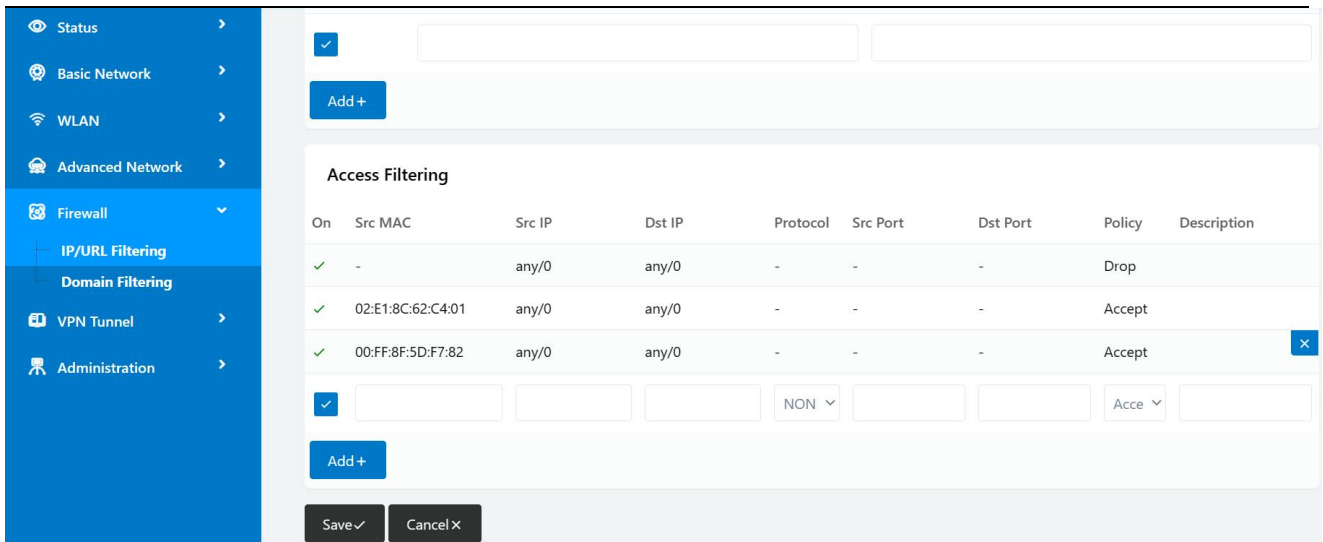 Status
Basic Network
WLAN
Advanced Network
Firewall
IP/URL Filtering
Domain Filtering
VPN Tunnel
Administration
Add+
Access Filtering
On Src MAC Src IP Dst IP Protocol Src Port Dst Port Policy Description
- any/0 any/0 - - - Drop
02:E1:8C:62:C4:01 any/0 any/0 - - - Accept
00:FF:8F:5D:F7:82 any/0 any/0 - - - Accept
NON Acce
Add+
Save Cancel